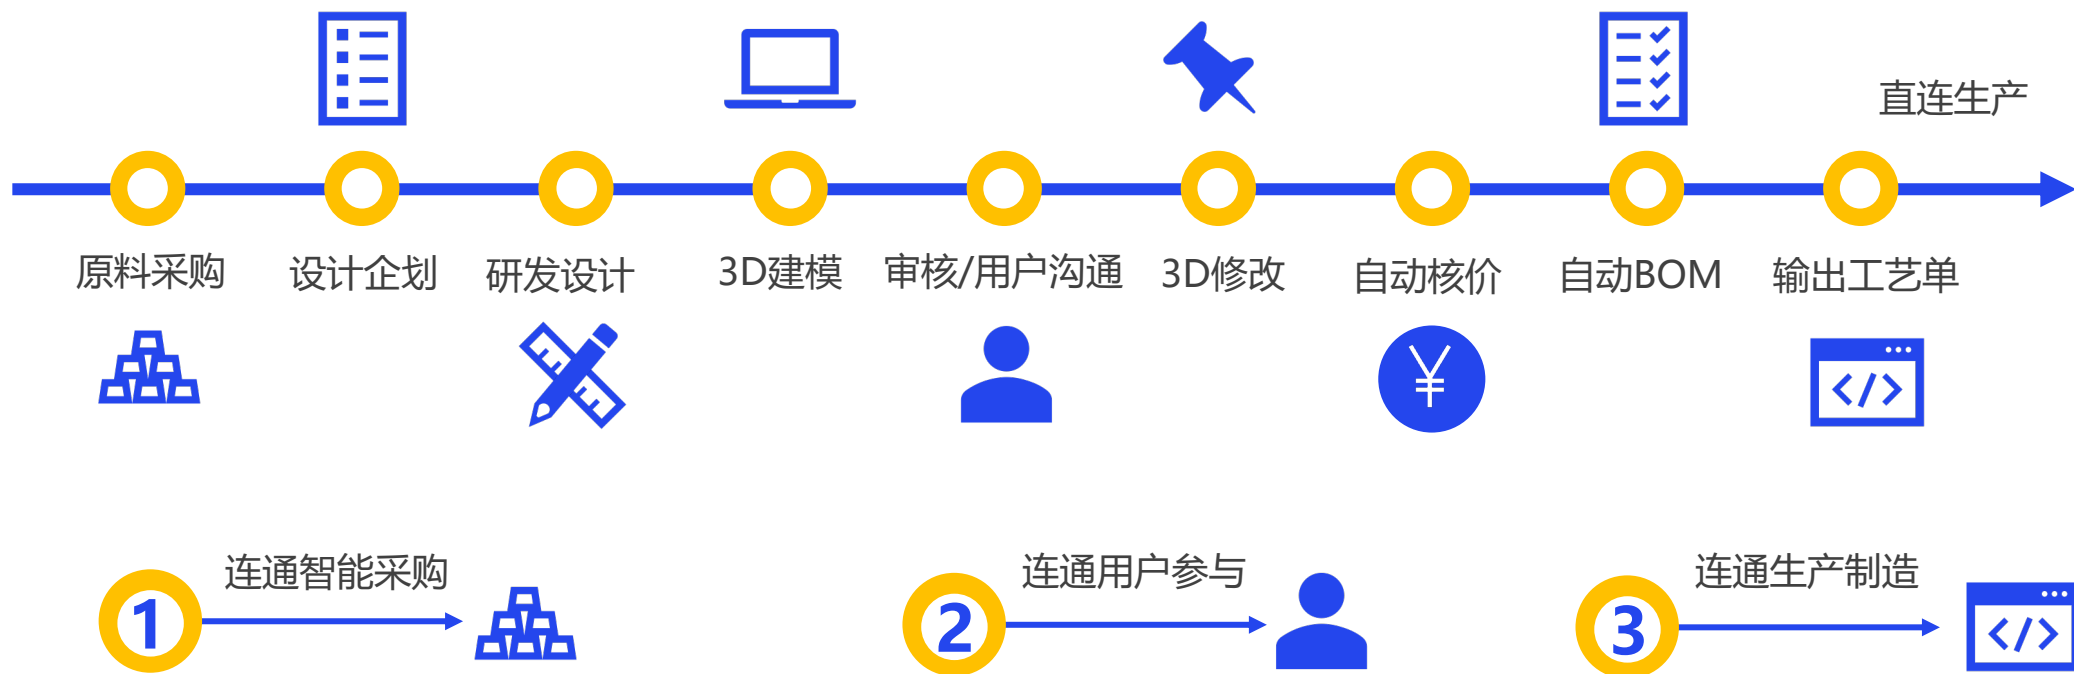 直连生产
原料采购
设计企划
研发设计
3D建模
审核/用户沟通
3D修改
自动核价
自动BOM
输出工艺单
¥
</>
连通智能采购
1
连通用户参与
2
连通生产制造
3
</>